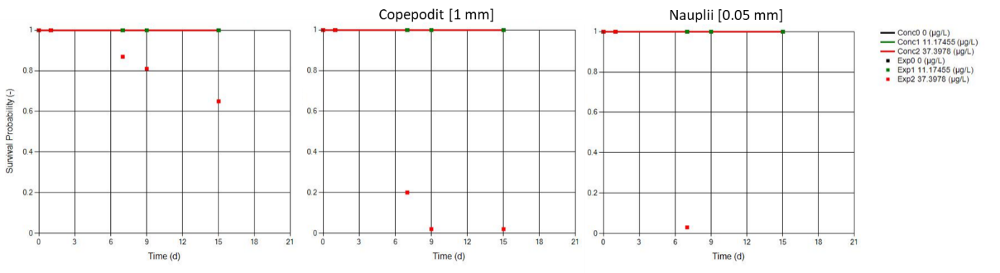 Copepodit [1 mm]
Nauplii [0.05 mm]
Survival Probability (-)
1
0.8
0.6
0.4
0.2
0
0 3 6 9 12 15 18 21
Time (d)
1
0.8
0.6
0.4
0.2
0
0 3 6 9 12 15 18 21
Time (d)
1
0.8
0.6
0.4
0.2
0
0 3 6 9 12 15 18 21
Time (d)
Conc0 0 (µg/L)
Conc1 11.17455 (µg/L)
Conc2 37.3978 (µg/L)
Exp0 0 (µg/L)
Exp1 11.17455 (µg/L)
Exp2 37.3978 (µg/L)